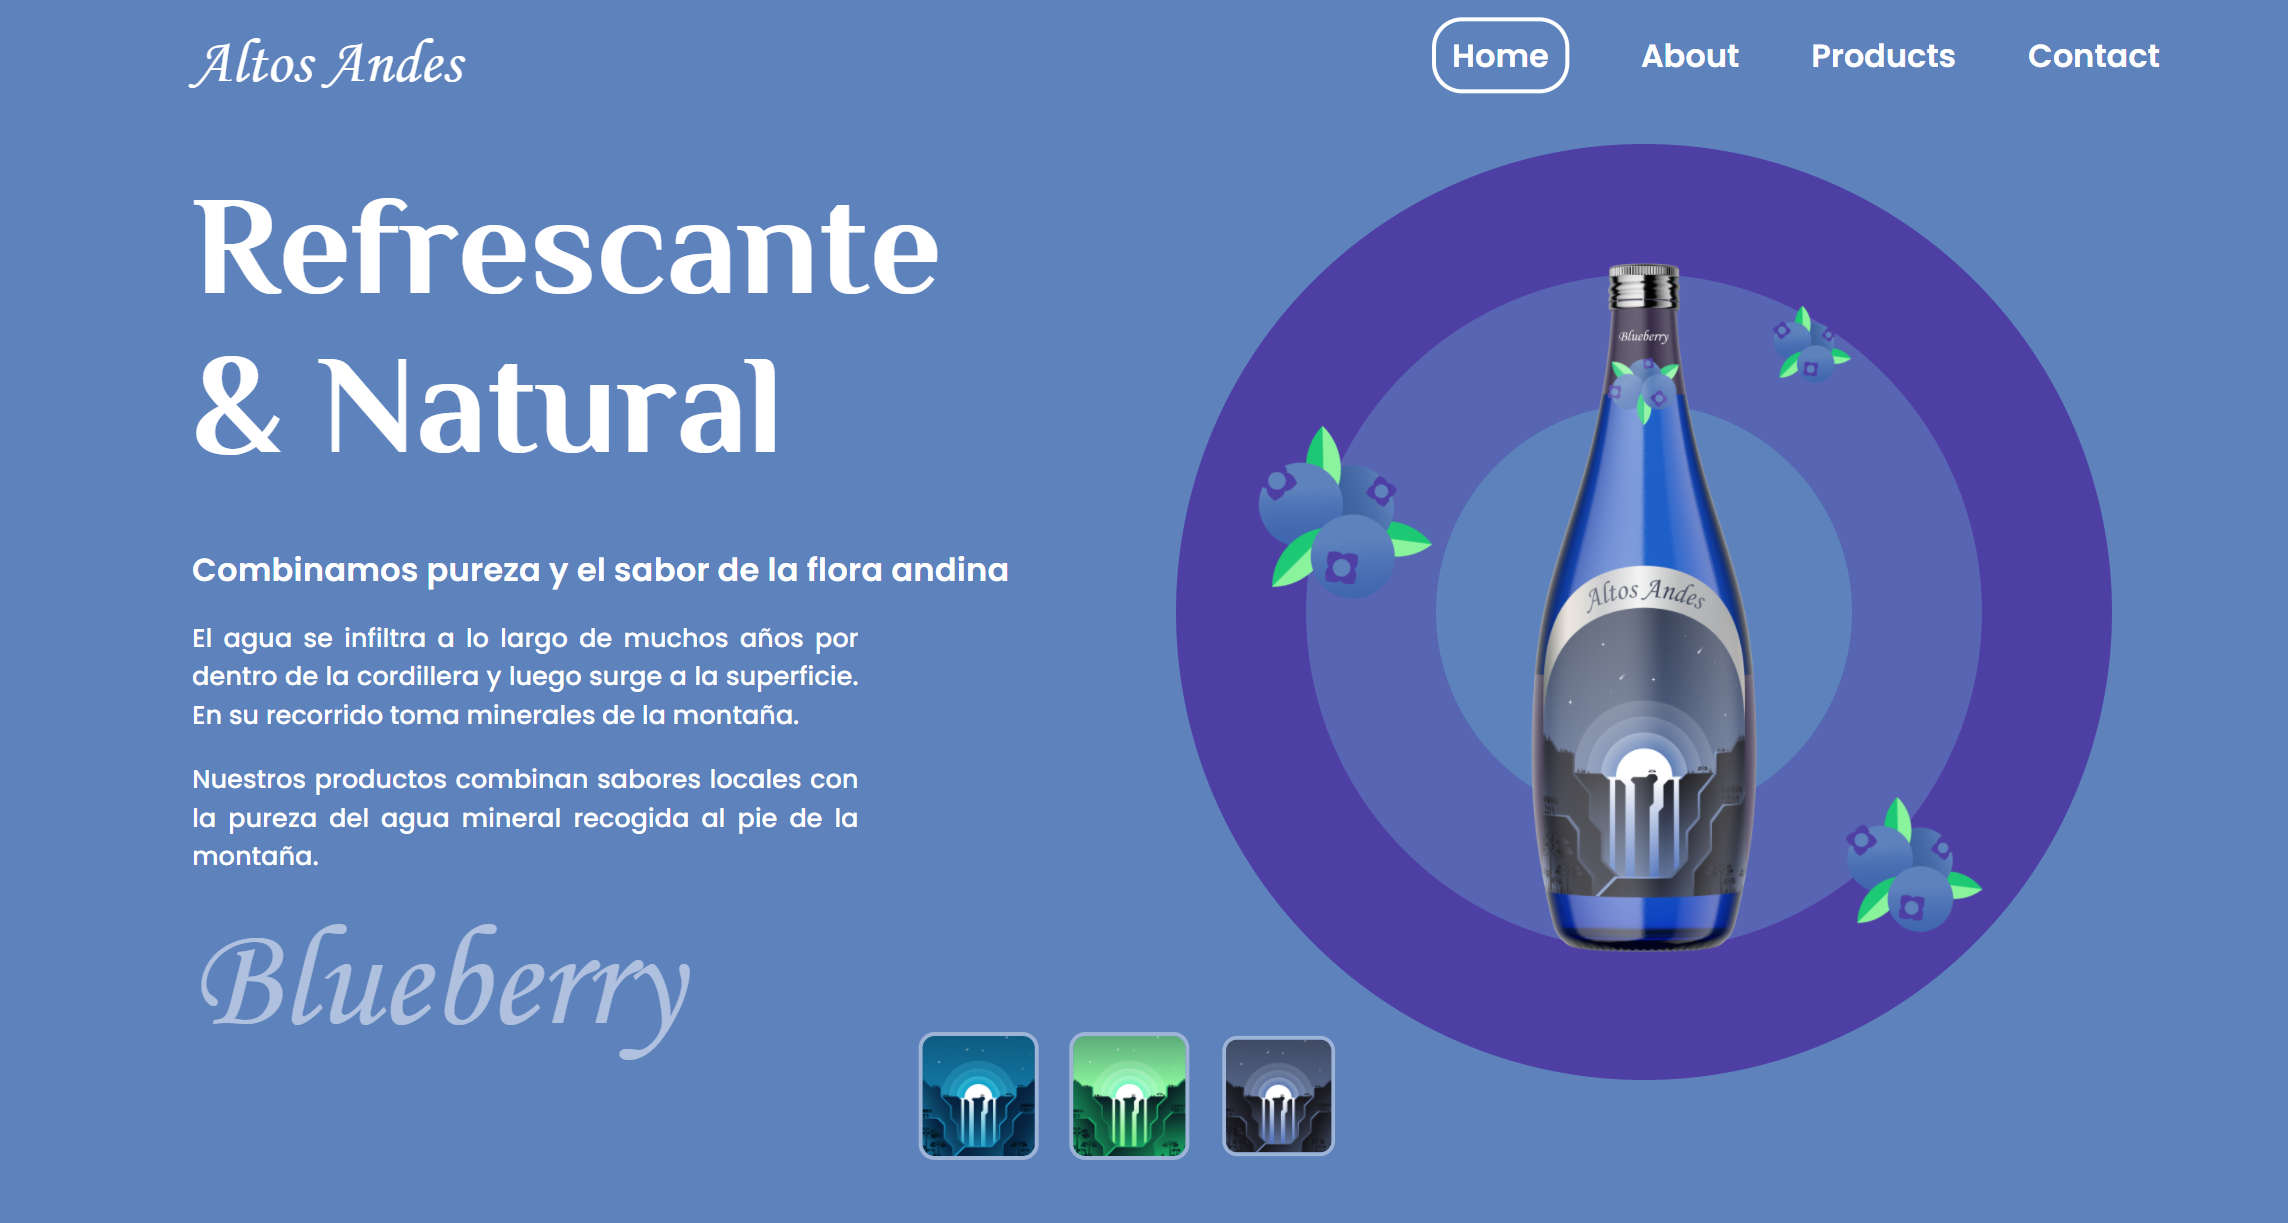 Altos Andes
Home About Products Contact
Refrescante
& Natural
Combinamos pureza y el sabor de la flora andina
El agua se infiltra a lo largo de muchos años por
dentro de la cordillera y luego surge a la superficie.
En su recorrido toma minerales de la montaña.
Nuestros productos combinan sabores locales con
la pureza del agua mineral recogida al pie de la
montaña.
Blueberry
Blueberry
Altos Andes